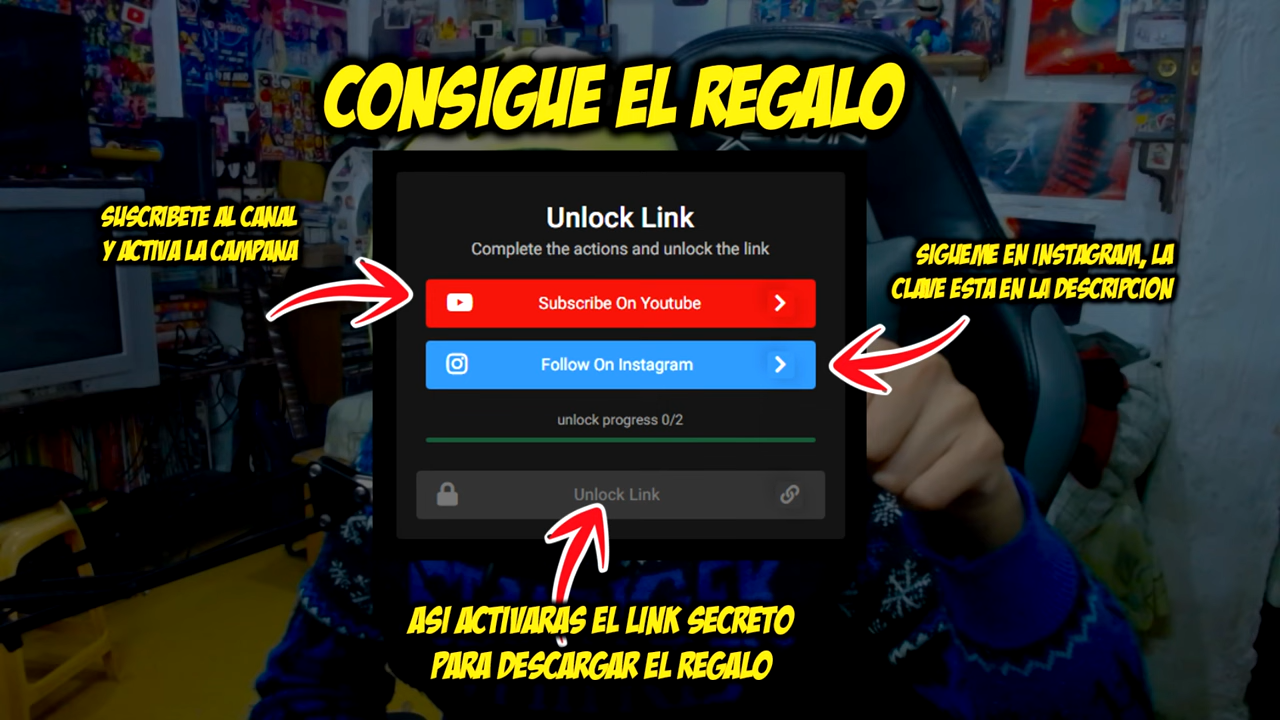 CONSIGUE EL REGALO
SUSCRIBETE AL CANAL
Y ACTIVA LA CAMPANA
Unlock Link
Complete the actions and unlock the link
Subscribe On Youtube
SIGUEME EN INSTAGRAM, LA
CLAVE ESTA EN LA DESCRIPCION
Follow On Instagram
unlock progress 0/2
Unlock Link
ASI ACTIVARAS EL LINK SECRETO
PARA DESCARGAR EL REGALO